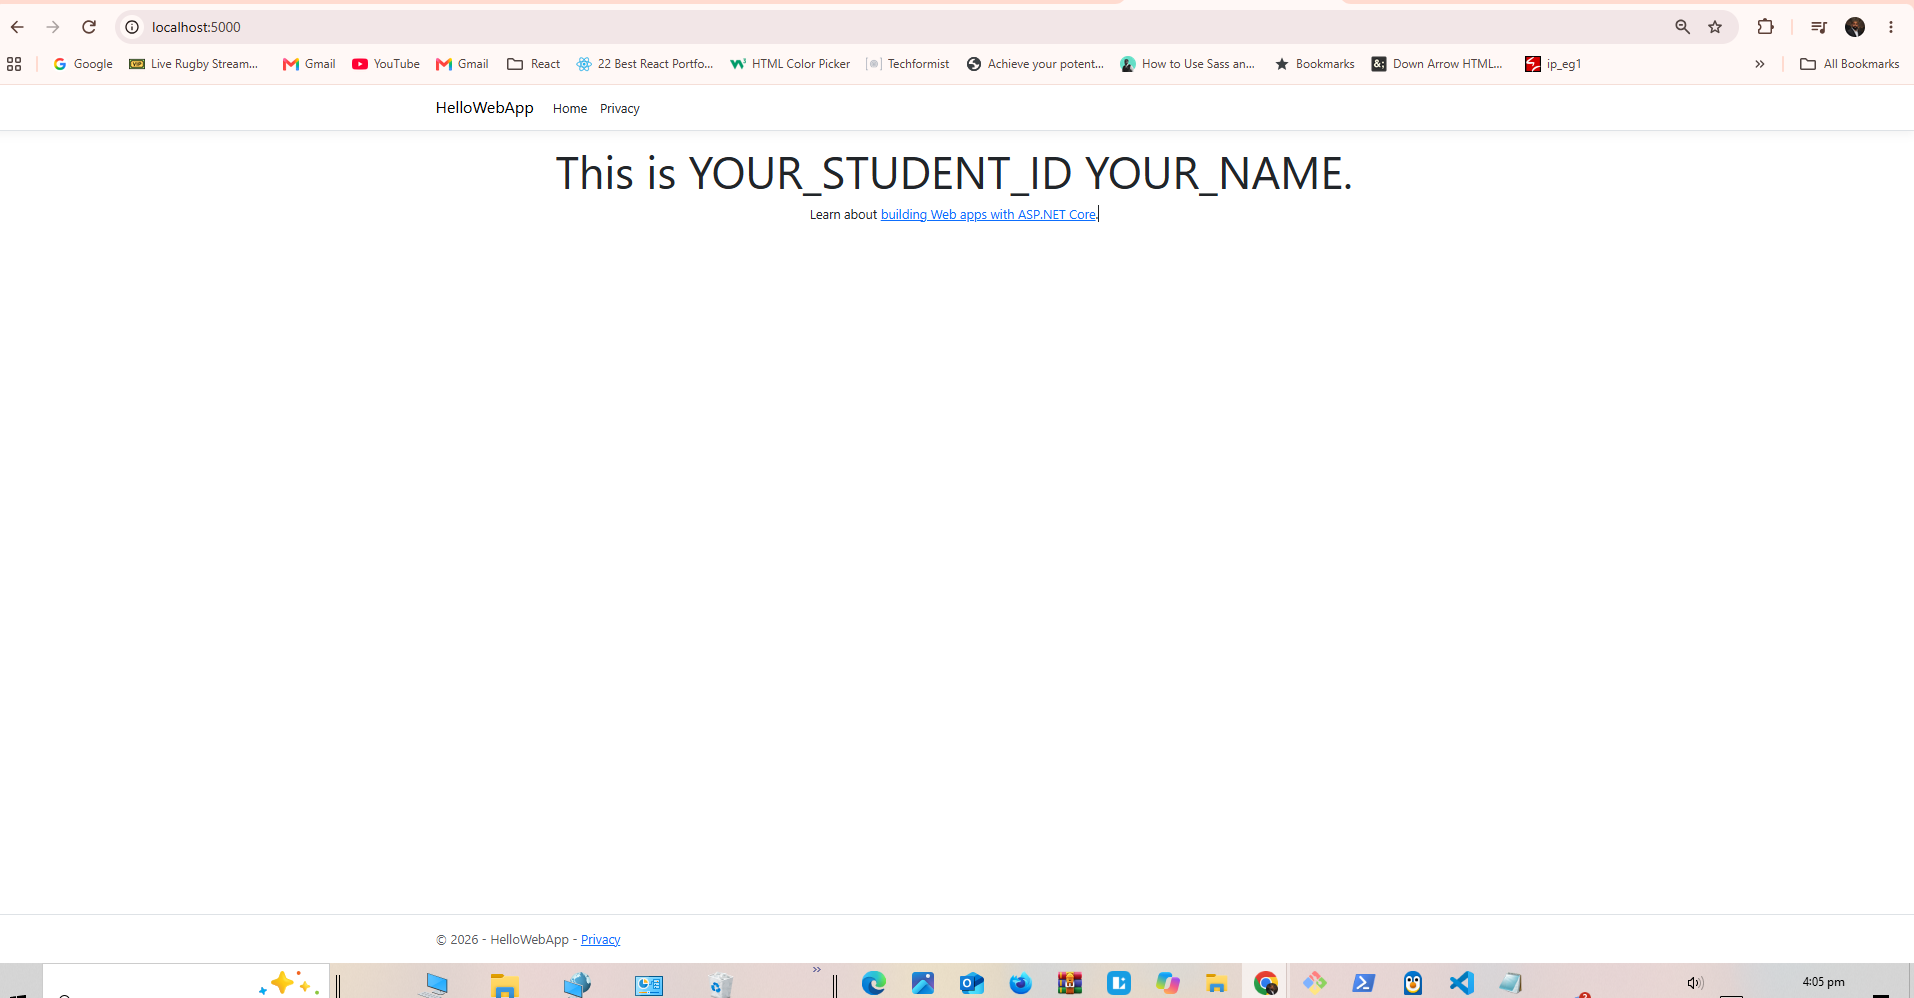 localhost:5000
Google Live Rugby Stream... Gmail YouTube Gmail React 22 Best React Portfo... HTML Color Picker Techformist Achieve your potent... How to Use Sass an... Bookmarks Down Arrow HTML... ip_eg1 » All Bookmarks
HelloWebApp Home Privacy
This is YOUR_STUDENT_ID YOUR_NAME.
Learn about building Web apps with ASP.NET Core.
© 2026 - HelloWebApp - Privacy
4:05 pm